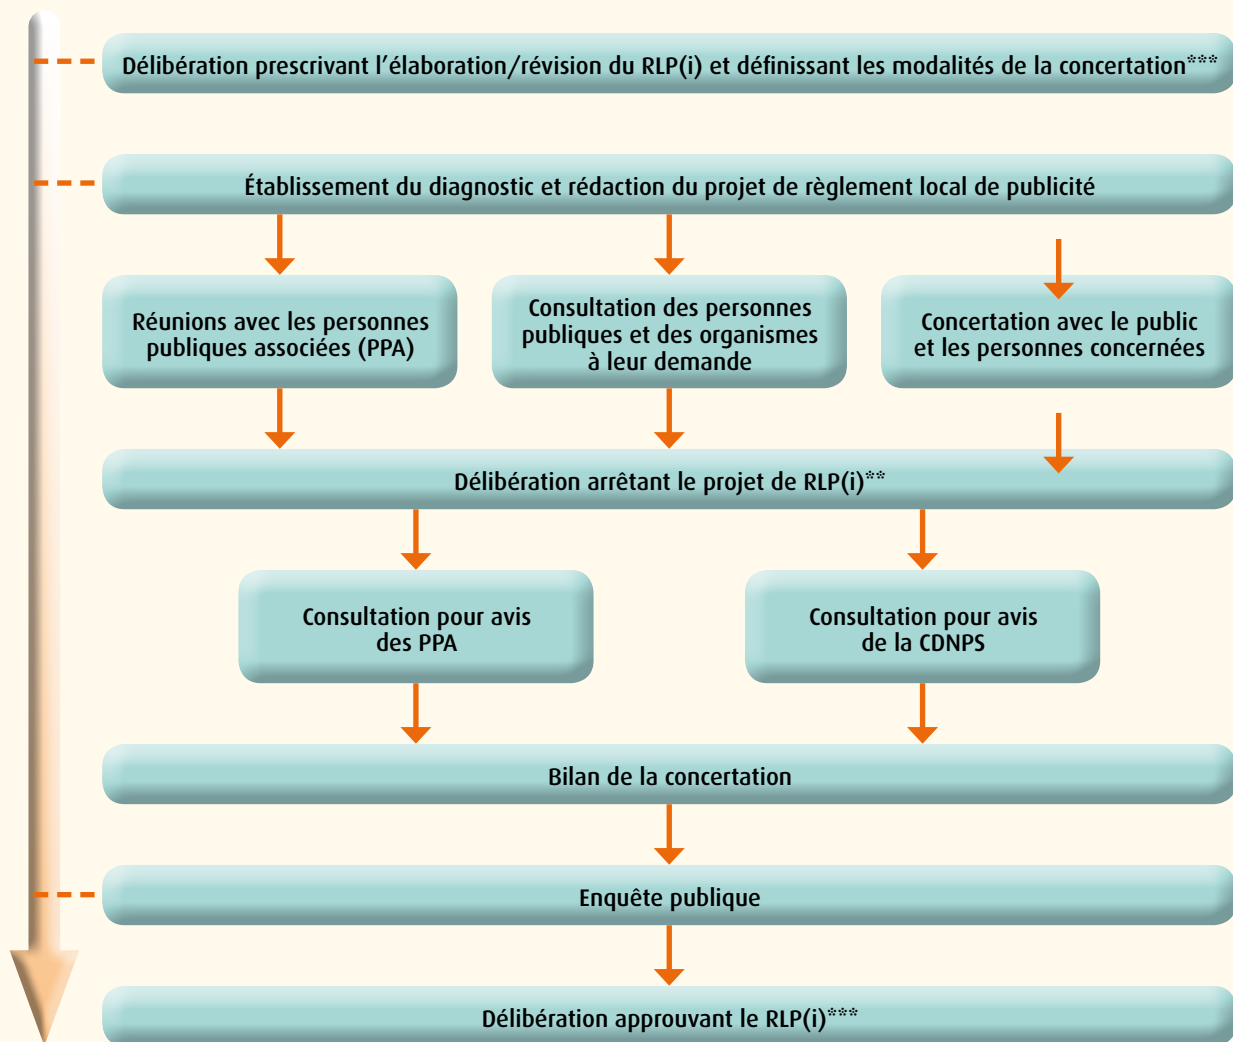 Délibération prescrivant l’élaboration/révision du RLP(i) et définissant les modalités de la concertation***
Établissement du diagnostic et rédaction du projet de règlement local de publicité
Réunions avec les personnes
publiques associées (PPA)
Consultation des personnes
publiques et des organismes
à leur demande
Concertation avec le public
et les personnes concernées
Délibération arrêtant le projet de RLP(i)**
Consultation pour avis
des PPA
Consultation pour avis
de la CDNPS
Bilan de la concertation
Enquête publique
Délibération approuvant le RLP(i)***